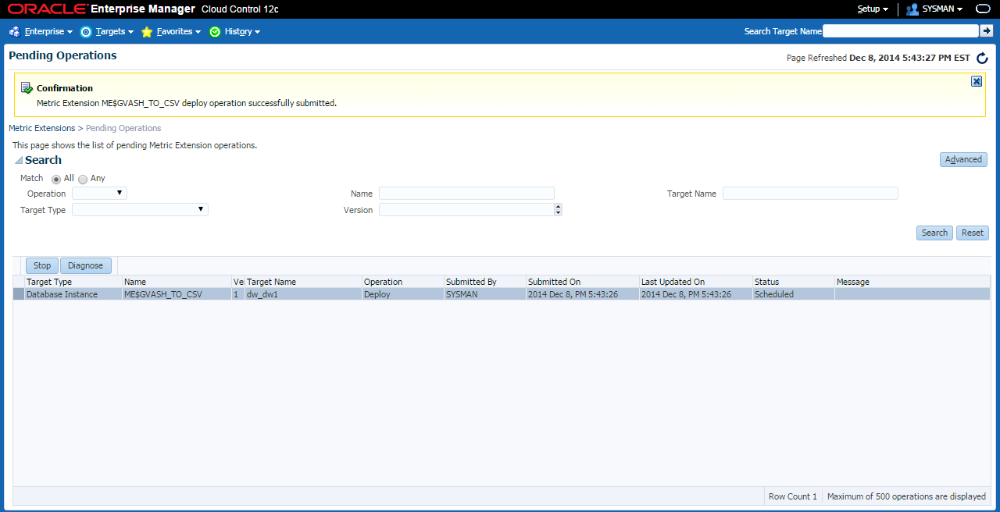 ORACLE Enterprise Manager Cloud Control 12c Setup SYSMAN
Enterprise Targets Favorites History Search Target Name
Pending Operations Page Refreshed Dec 8, 2014 5:43:27 PM EST
Confirmation
Metric Extension ME$GVASH_TO_CSV deploy operation successfully submitted.
Metric Extensions > Pending Operations
This page shows the list of pending Metric Extension operations.
Search Advanced
Match All Any
Operation Name Target Name
Target Type Version
Search Reset
Stop Diagnose
Target Type Name Ve Target Name Operation Submitted By Submitted On Last Updated On Status Message
Database Instance ME$GVASH_TO_CSV 1 dw_dw1 Deploy SYSMAN 2014 Dec 8, PM 5:43:26 2014 Dec 8, PM 5:43:26 Scheduled
Row Count 1 Maximum of 500 operations are displayed